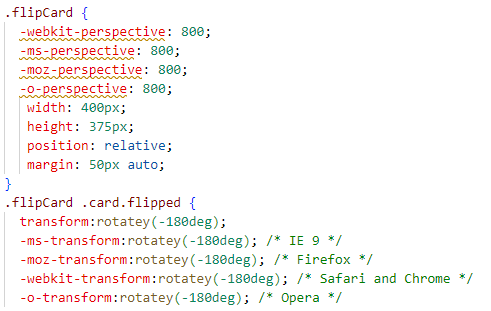 .flipCard {
-webkit-perspective: 800;
-ms-perspective: 800;
-moz-perspective: 800;
-o-perspective: 800;
width: 400px;
height: 375px;
position: relative;
margin: 50px auto;
}
.flipCard .card.flipped {
transform:rotatey(-180deg);
-ms-transform:rotatey(-180deg); /* IE 9 */
-moz-transform:rotatey(-180deg); /* Firefox */
-webkit-transform:rotatey(-180deg); /* Safari and Chrome */
-o-transform:rotatey(-180deg); /* Opera */